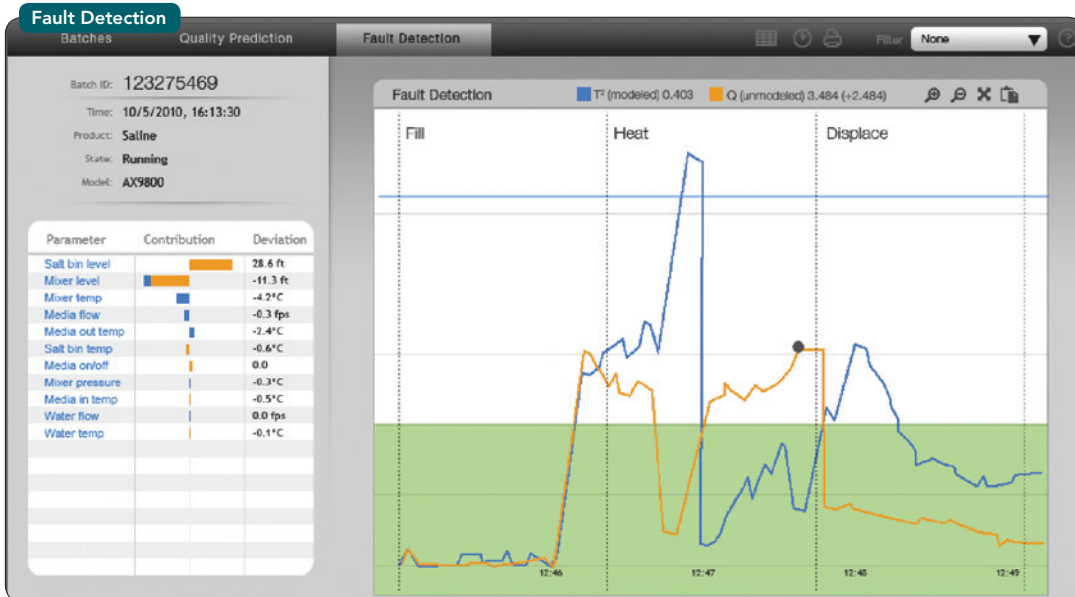 Fault Detection
Batches Quality Prediction Fault Detection Filter None ?
Batch ID: 123275469
Time: 10/5/2010, 16:13:30
Product: Saline
State: Running
Model: AX9800
Parameter Contribution Deviation
Salt bin level 28.6 ft
Mixer level -11.3 ft
Mixer temp -4.2°C
Media flow -0.3 fps
Media out temp -2.4°C
Salt bin temp -0.6°C
Media on/off 0.0
Mixer pressure -0.3°C
Media in temp -0.5°C
Water flow 0.0 fps
Water temp -0.1°C
Fault Detection T² (modeled) 0.403 Q (unmodeled) 3.484 (+2.484)
Fill Heat Displace
12:46 12:47 12:48 12:49